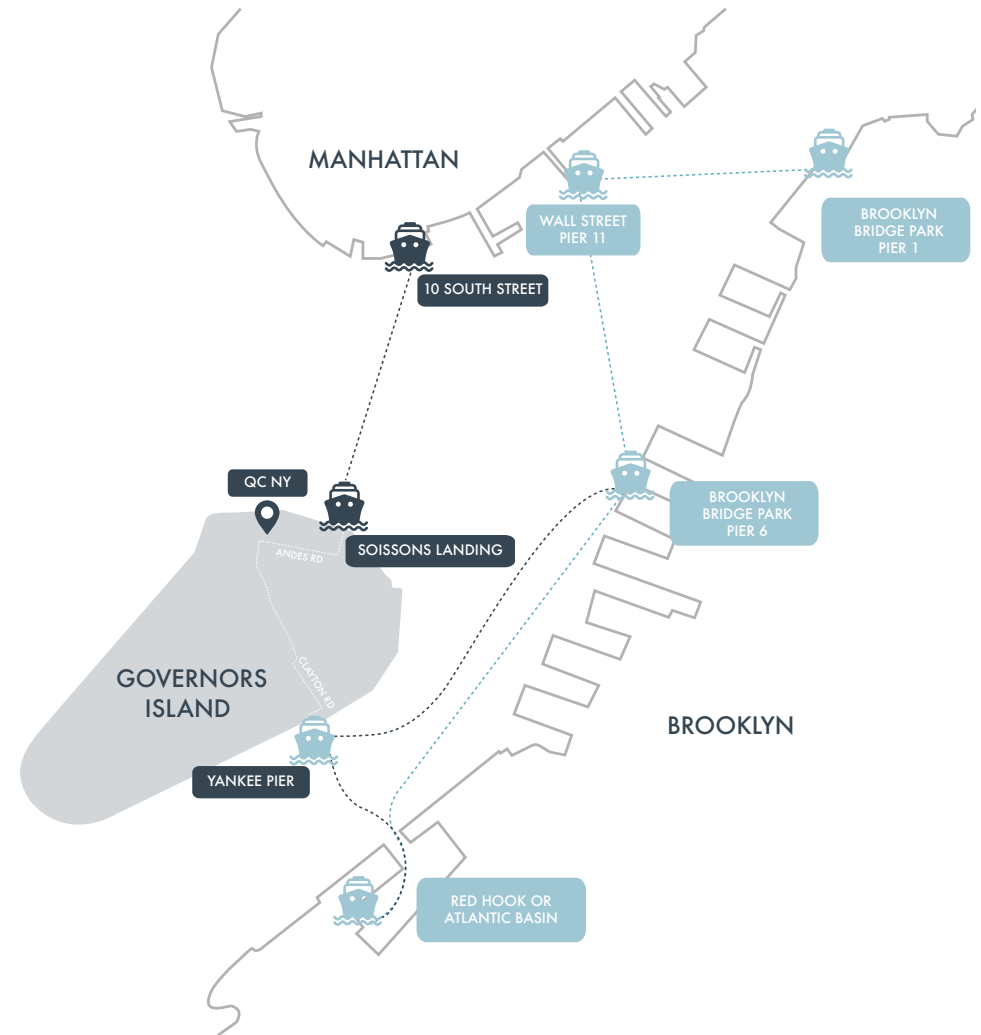 MANHATTAN
WALL STREET
PIER 11
BROOKLYN
BRIDGE PARK
PIER 1
10 SOUTH STREET
QC NY
BROOKLYN
BRIDGE PARK
PIER 6
SOISSONS LANDING
ANDES RD
CLAYTON RD
GOVERNORS
ISLAND
BROOKLYN
YANKEE PIER
RED HOOK OR
ATLANTIC BASIN